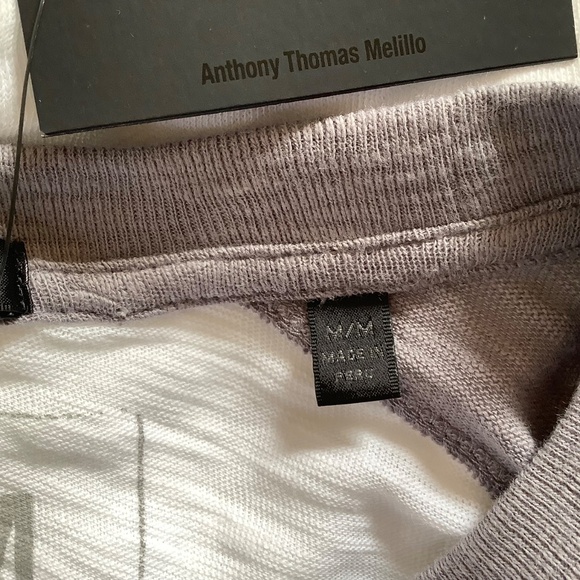 Anthony Thomas Melillo
M/M
MADE IN
PERU